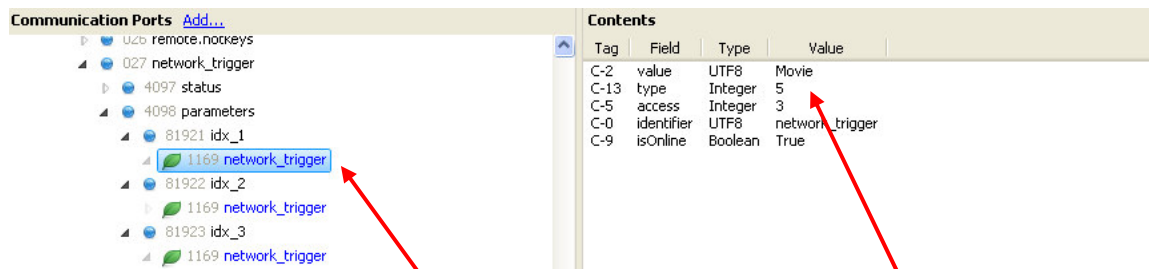 Communication Ports Add...
026 remote.hotkeys
027 network_trigger
4097 status
4098 parameters
81921 idx_1
1169 network_trigger
81922 idx_2
1169 network_trigger
81923 idx_3
1169 network_trigger
Contents
Tag Field Type Value
C-2 value UTF8 Movie
C-13 type Integer 5
C-5 access Integer 3
C-0 identifier UTF8 network_trigger
C-9 isOnline Boolean True